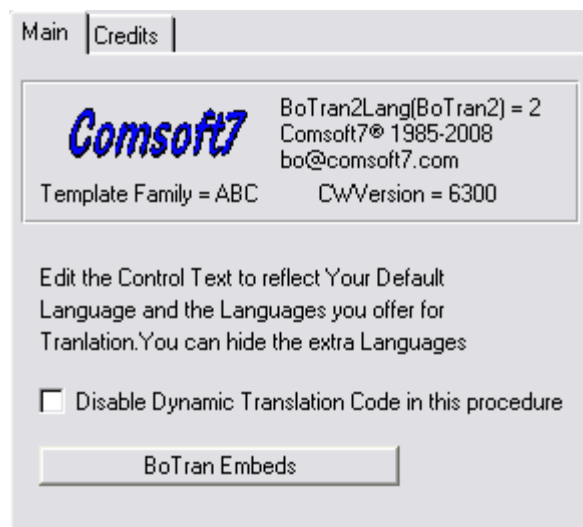 Main
Credits
Comsoft7
BoTran2Lang(BoTran2) = 2
Comsoft7® 1985-2008
bo@comsoft7.com
Template Family = ABC
CWVersion = 6300
Edit the Control Text to reflect Your Default
Language and the Languages you offer for
Tranlation.You can hide the extra Languages
Disable Dynamic Translation Code in this procedure
BoTran Embeds